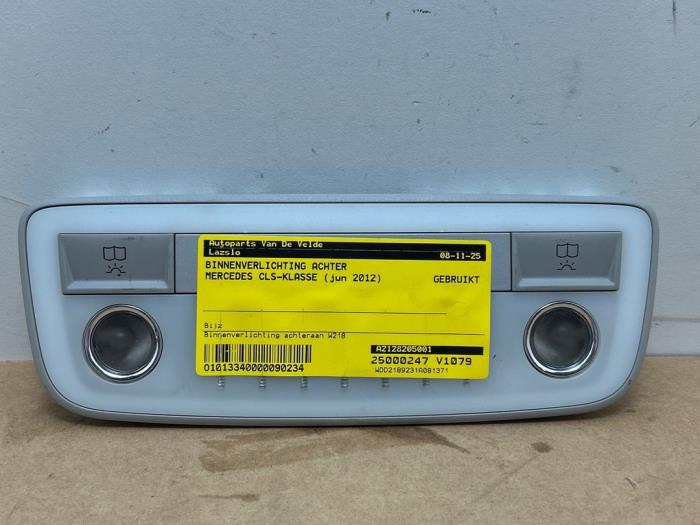 Autoparts Van De Velde
Lazslo 08-11-25
BINNENVERLICHTING ACHTER
MERCEDES CLS-KLASSE (jun 2012) GEBRUIKT
Bijz
Binnenverlichting achteraan W218
A2128205001
25000247 V1079
01013340000090234 WDD2189231A081371